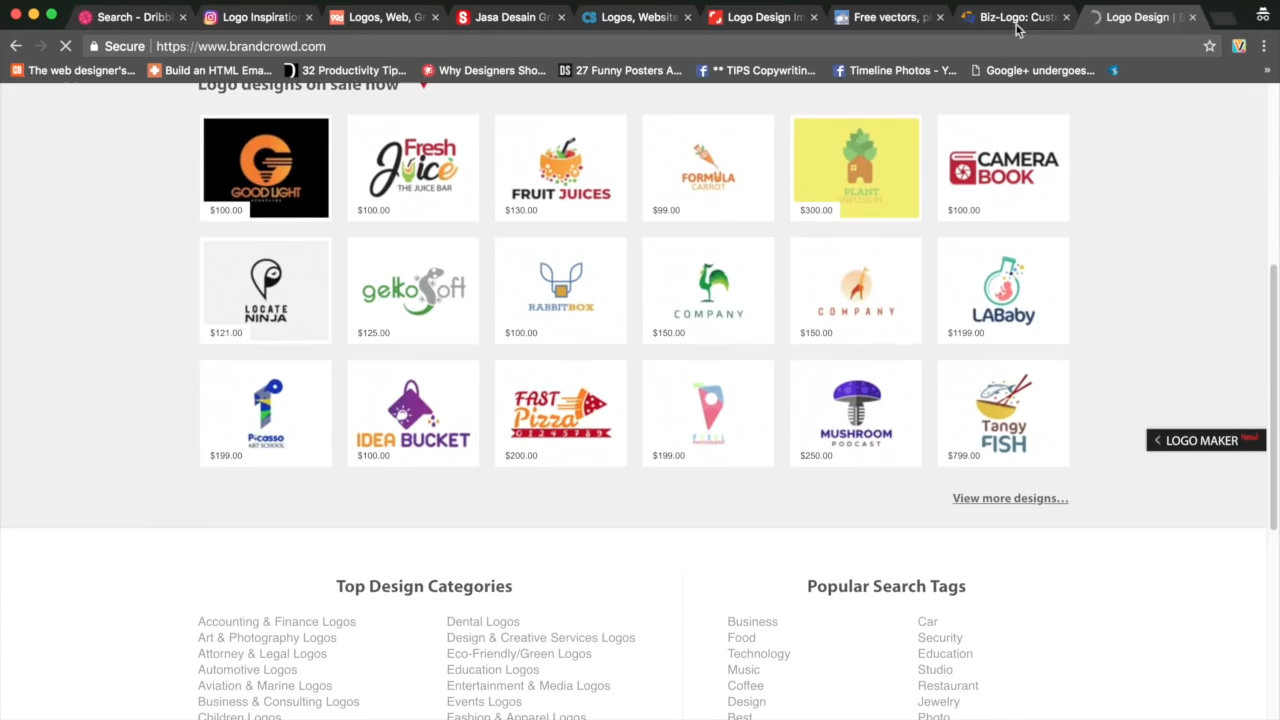 Search - Dribbl
Logo Inspiratio
Logos, Web, Gr
Jasa Desain Gr
Logos, Website
Logo Design Im
Free vectors, p
Biz-Logo: Cust
Logo Design | B
Secure https://www.brandcrowd.com
The web designer's...
Build an HTML Ema...
32 Productivity Tip...
Why Designers Sho...
27 Funny Posters A...
** TIPS Copywritin...
Timeline Photos - Y...
Google+ undergoes...
»
Logo designs on sale now
GOOD LIGHT
$100.00
Fresh
Juice
THE JUICE BAR
$100.00
FRUIT JUICES
$130.00
FORMULA
CARROT
$99.00
PLANT
$300.00
CAMERA
BOOK
$100.00
LOCATE
NINJA
$121.00
gekkosoft
$125.00
RABBITBOX
$100.00
COMPANY
$150.00
COMPANY
$150.00
LABaby
$1199.00
Picasso
ART SCHOOL
$199.00
IDEA BUCKET
$100.00
FAST
Pizza
012345789
$200.00
$199.00
MUSHROOM
PODCAST
$250.00
Tangy
FISH
$799.00
< LOGO MAKER New!
View more designs...
Top Design Categories
Accounting & Finance Logos
Art & Photography Logos
Attorney & Legal Logos
Automotive Logos
Aviation & Marine Logos
Business & Consulting Logos
Children Logos
Dental Logos
Design & Creative Services Logos
Eco-Friendly/Green Logos
Education Logos
Entertainment & Media Logos
Events Logos
Fashion & Apparel Logos
Popular Search Tags
Business
Food
Technology
Music
Coffee
Design
Best
Car
Security
Education
Studio
Restaurant
Jewelry
Photo